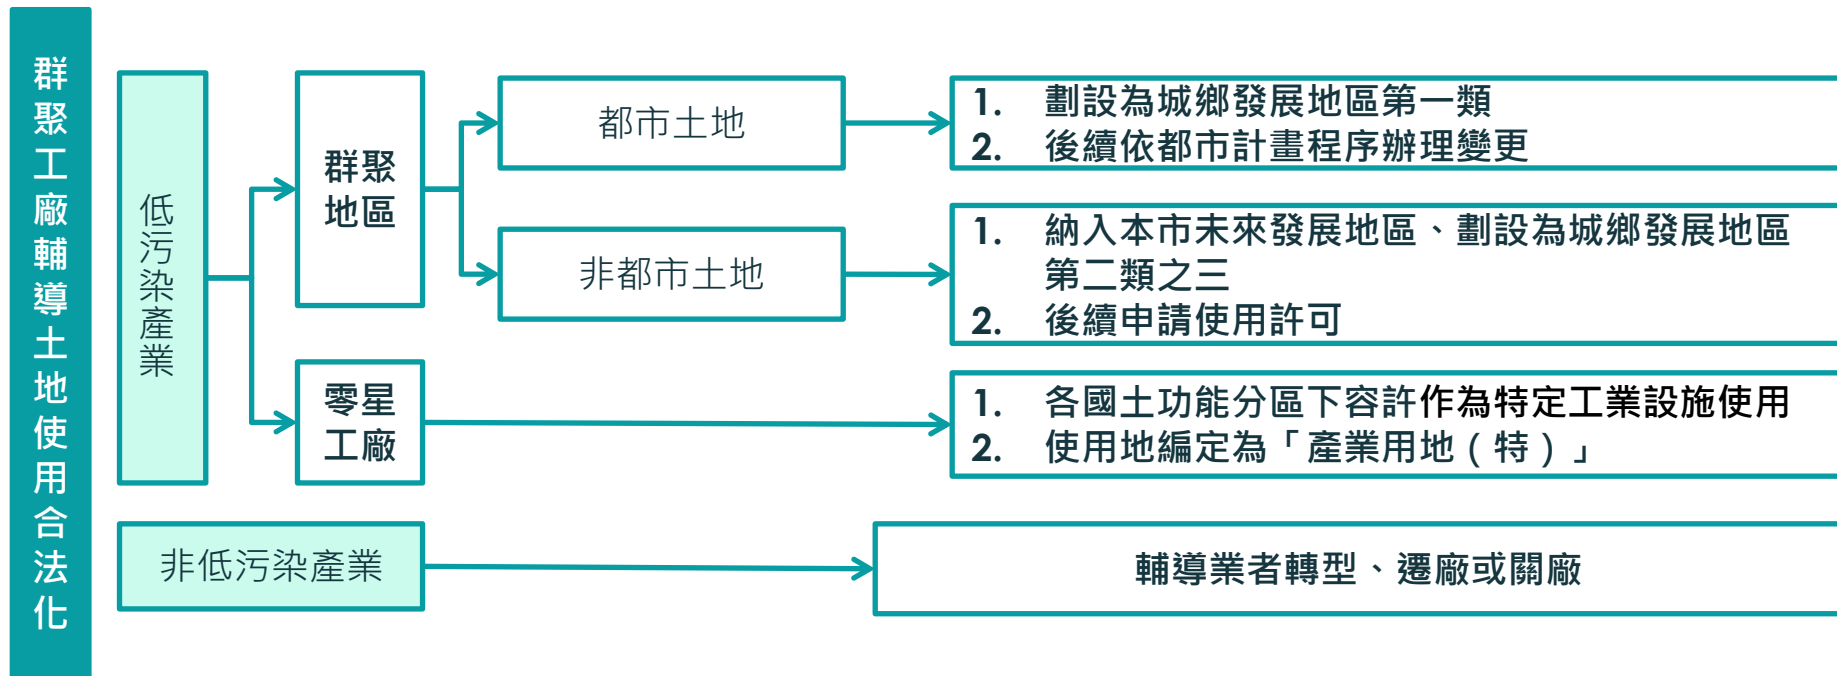 群聚工廠輔導土地使用合法化
低污染產業
群聚
地區
都市土地
1. 劃設為城鄉發展地區第一類
2. 後續依都市計畫程序辦理變更
非都市土地
1. 納入本市未來發展地區、劃設為城鄉發展地區
第二類之三
2. 後續申請使用許可
零星
工廠
1. 各國土功能分區下容許作為特定工業設施使用
2. 使用地編定為「產業用地（特）」
非低污染產業
輔導業者轉型、遷廠或關廠